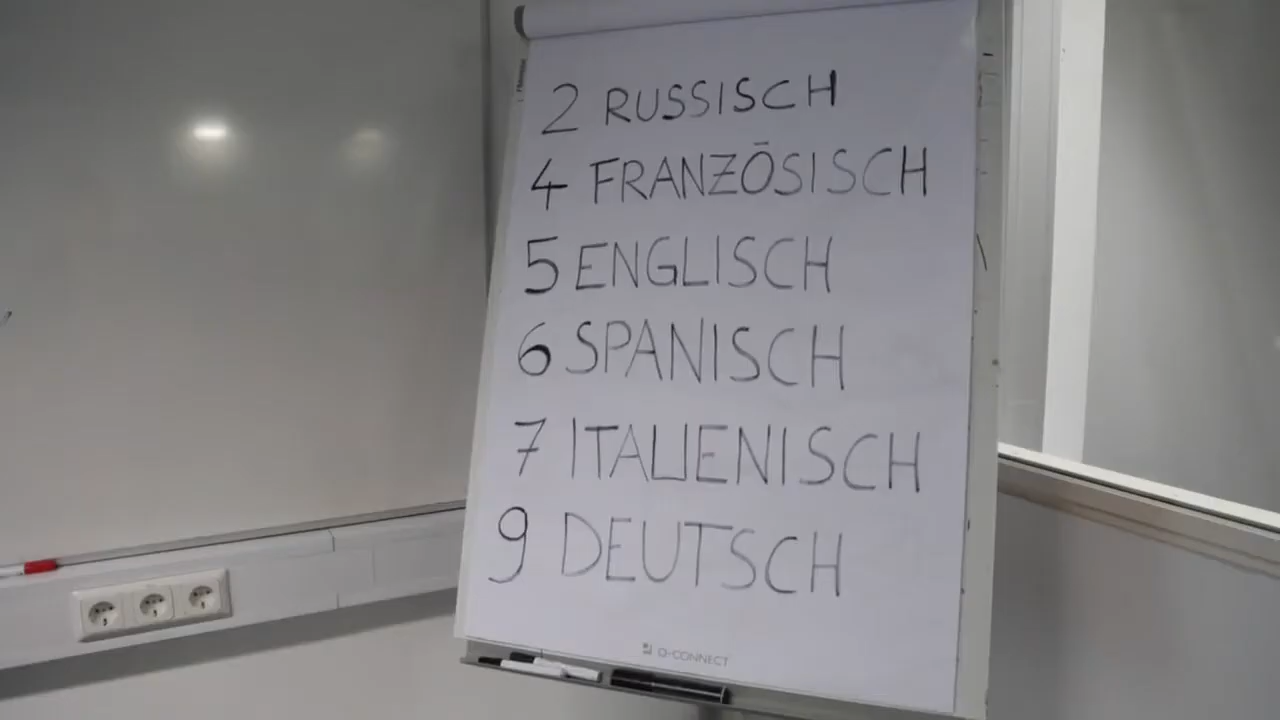 2 RUSSISCH
4 FRANZÖSISCH
5 ENGLISCH
6 SPANISCH
7 ITALIENISCH
9 DEUTSCH
Q-CONNECT